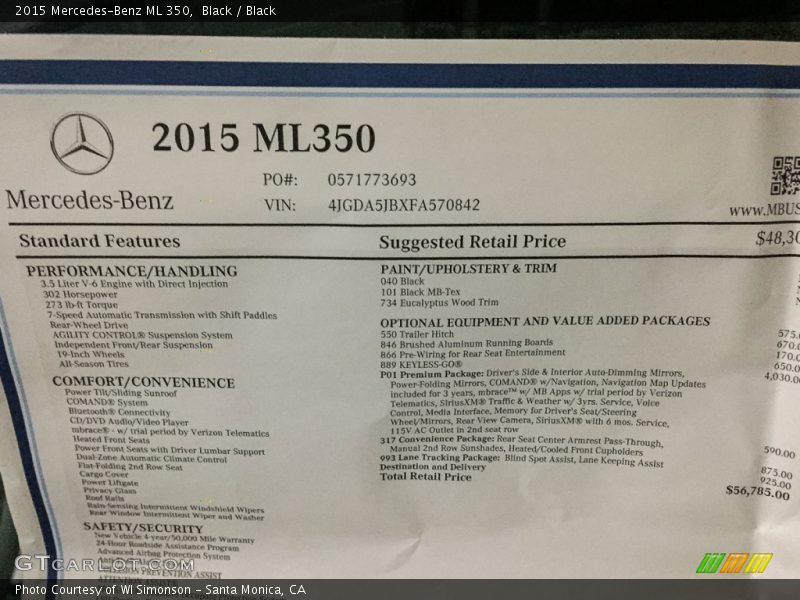 2015 Mercedes-Benz ML 350,  Black / Black
2015 ML350
PO#: 0571773693
Mercedes-Benz
VIN: 4JGDA5JBXFA570842
Standard Features
Suggested Retail Price
PERFORMANCE/HANDLING
3.5 Liter V-6 Engine with Direct Injection
302 Horsepower
273 lb-ft Torque
7-Speed Automatic Transmission with Shift Paddles
Rear-Wheel Drive
AGILITY CONTROL® Suspension System
Independent Front/Rear Suspension
19-Inch Wheels
All-Season Tires
COMFORT/CONVENIENCE
Power Tilt/Sliding Sunroof
COMAND® System
Bluetooth® Connectivity
CD/DVD Audio/Video Player
mbrace® - w/ trial period by Verizon Telematics
Heated Front Seats
Power Front Seats with Driver Lumbar Support
Dual-Zone Automatic Climate Control
Flat-Folding 2nd Row Seat
Cargo Cover
Power Liftgate
Privacy Glass
Roof Rails
Rain-Sensing Intermittent Windshield Wipers
Rear Window Intermittent Wiper and Washer
SAFETY/SECURITY
New Vehicle 4-year/50,000 Mile Warranty
24-Hour Roadside Assistance Program
Advanced Airbag Protection System
PREVENTION ASSIST
PAINT/UPHOLSTERY & TRIM
040 Black
101 Black MB-Tex
734 Eucalyptus Wood Trim
OPTIONAL EQUIPMENT AND VALUE ADDED PACKAGES
550 Trailer Hitch 575.
846 Brushed Aluminum Running Boards 670.
866 Pre-Wiring for Rear Seat Entertainment 170.
889 KEYLESS-GO® 650.
P01 Premium Package: Driver's Side & Interior Auto-Dimming Mirrors, 4,030.
Power-Folding Mirrors, COMAND® w/Navigation, Navigation Map Updates
included for 3 years, mbrace™ w/ MB Apps w/ trial period by Verizon
Telematics, SiriusXM® Traffic & Weather w/ 3yrs. Service, Voice
Control, Media Interface, Memory for Driver's Seat/Steering
Wheel/Mirrors, Rear View Camera, SiriusXM® with 6 mos. Service,
115V AC Outlet in 2nd seat row
317 Convenience Package: Rear Seat Center Armrest Pass-Through, 590.00
Manual 2nd Row Sunshades, Heated/Cooled Front Cupholders
993 Lane Tracking Package: Blind Spot Assist, Lane Keeping Assist 875.00
Destination and Delivery 925.00
Total Retail Price $56,785.00
www.MBUS
$48,30
GTcarlot.com
Photo Courtesy of WI Simonson - Santa Monica, CA